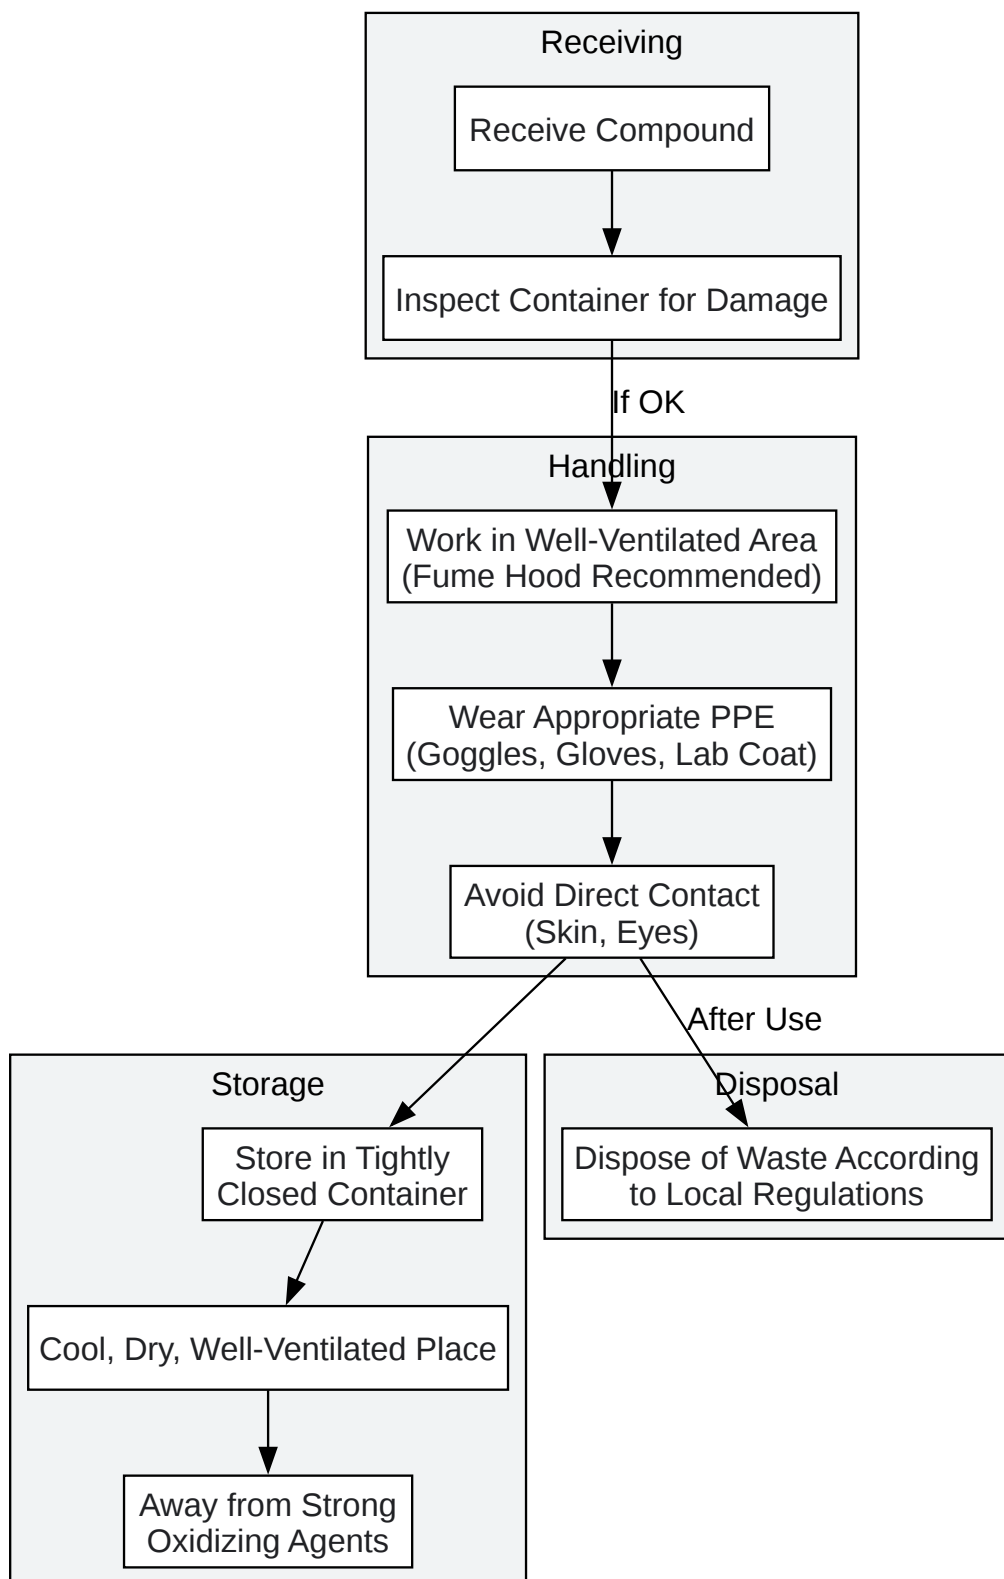 Receiving
Receive Compound
Inspect Container for Damage
If OK
Handling
Work in Well-Ventilated Area
(Fume Hood Recommended)
Wear Appropriate PPE
(Goggles, Gloves, Lab Coat)
Avoid Direct Contact
(Skin, Eyes)
After Use
Storage
Store in Tightly
Closed Container
Cool, Dry, Well-Ventilated Place
Away from Strong
Oxidizing Agents
Disposal
Dispose of Waste According
to Local Regulations